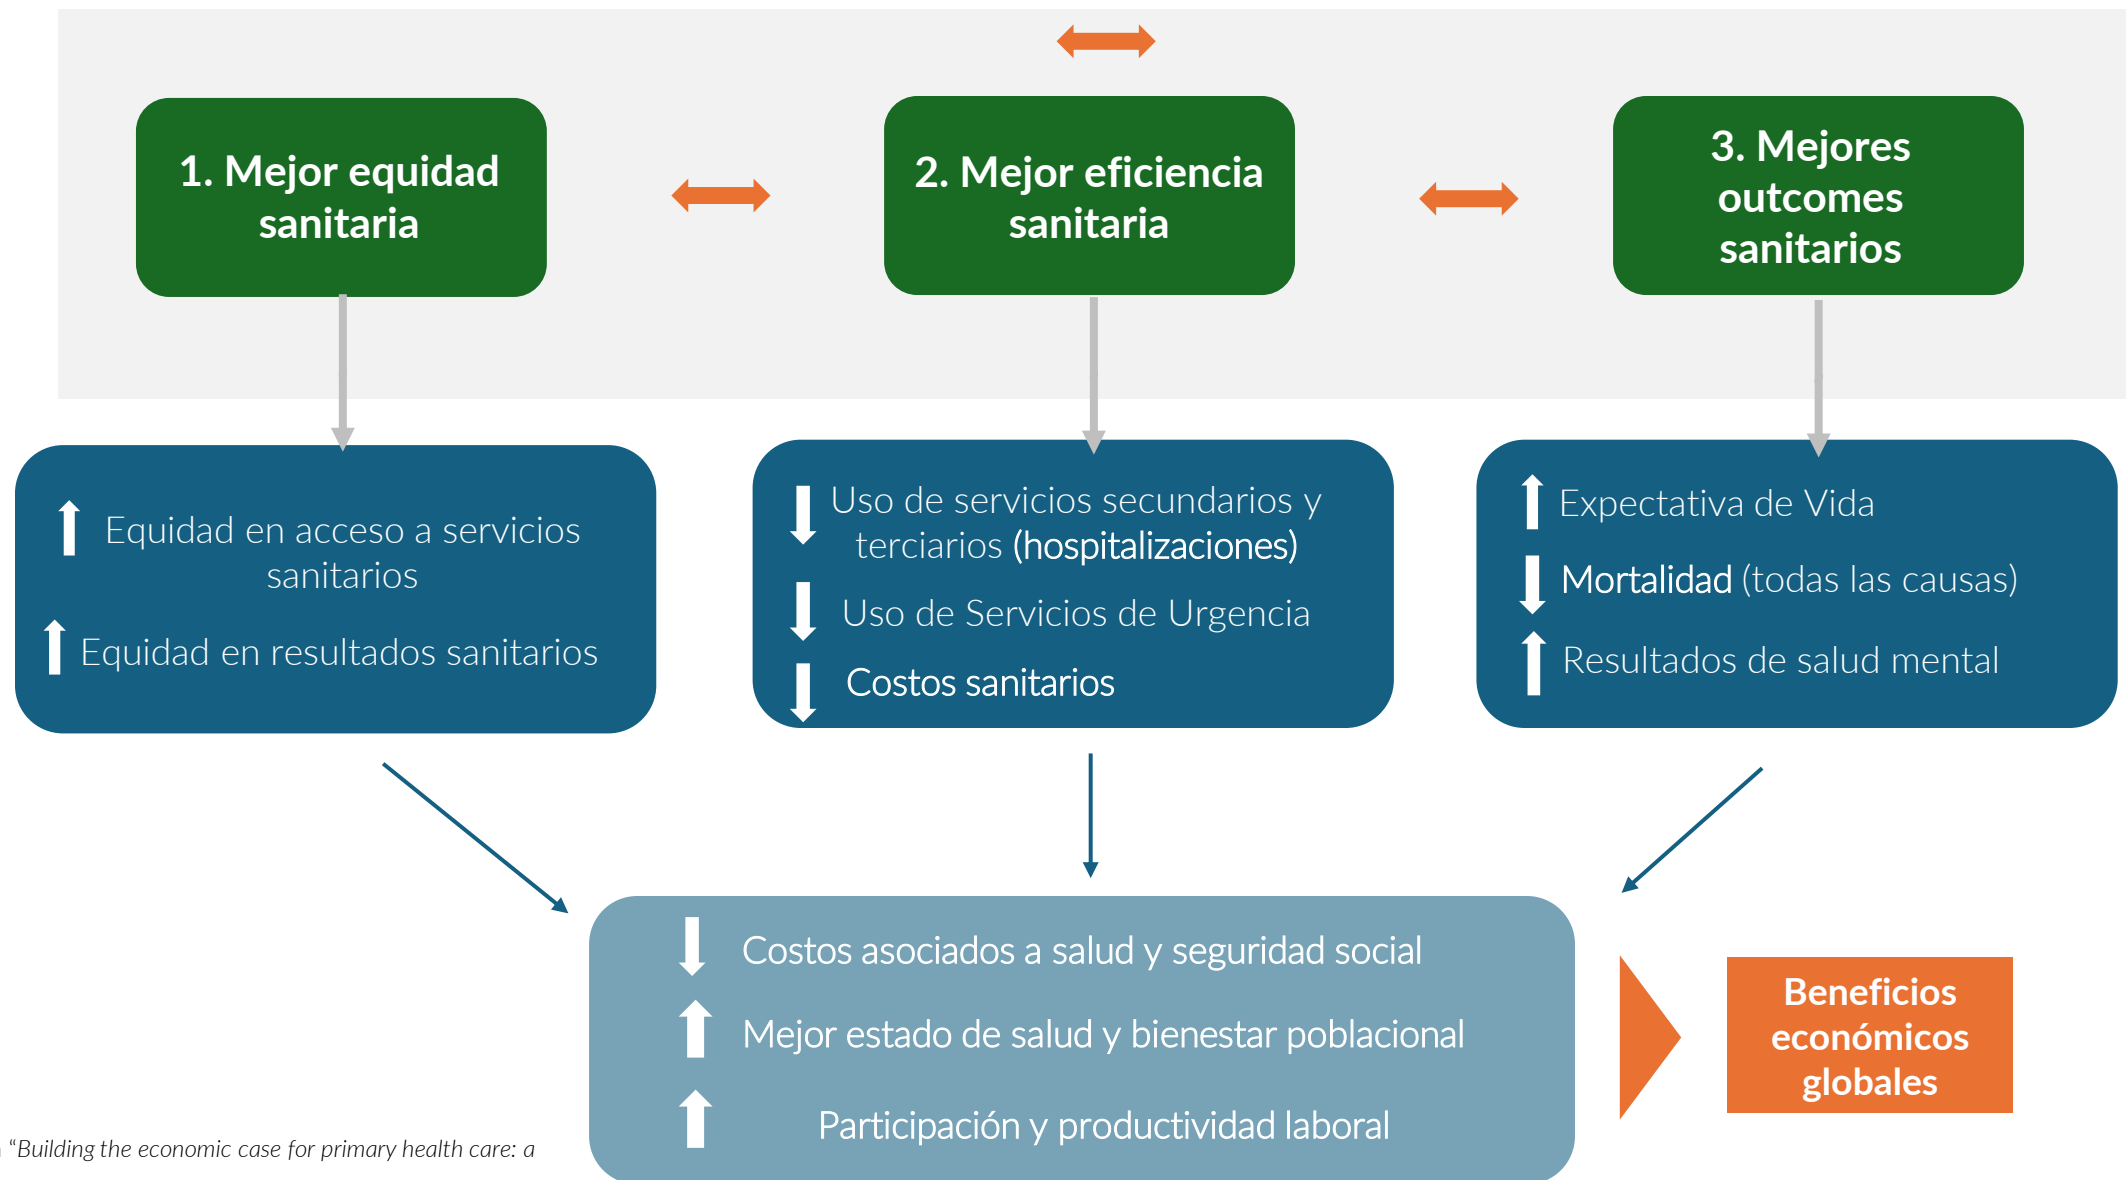 1. Mejor equidad
sanitaria
2. Mejor eficiencia
sanitaria
3. Mejores
outcomes
sanitarios
Equidad en acceso a servicios
sanitarios
Equidad en resultados sanitarios
Uso de servicios secundarios y
terciarios (hospitalizaciones)
Uso de Servicios de Urgencia
Costos sanitarios
Expectativa de Vida
Mortalidad (todas las causas)
Resultados de salud mental
Costos asociados a salud y seguridad social
Mejor estado de salud y bienestar poblacional
Participación y productividad laboral
Beneficios
económicos
globales
“Building the economic case for primary health care: a